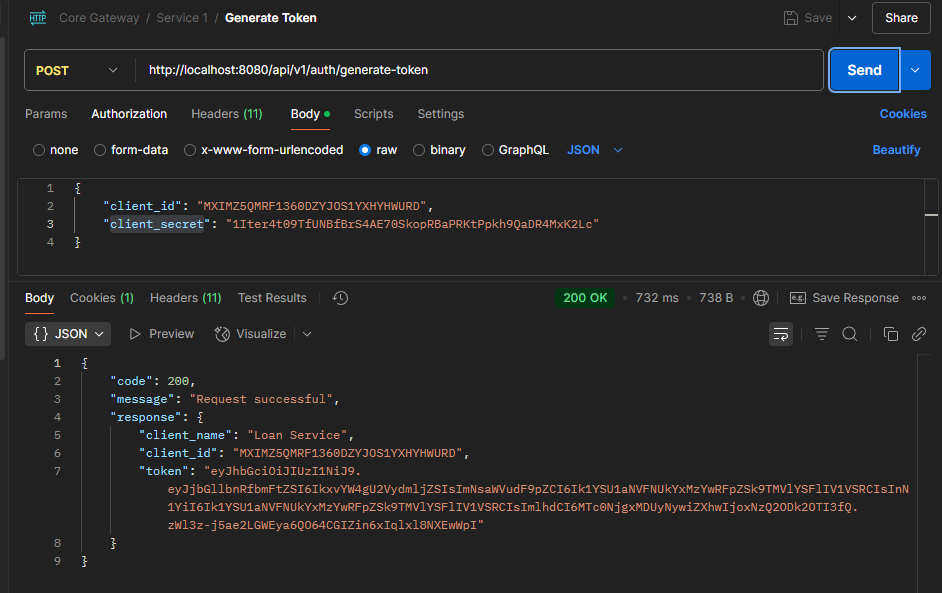 HTTP Core Gateway / Service 1 / Generate Token Save Share
POST http://localhost:8080/api/v1/auth/generate-token Send
Params Authorization Headers (11) Body Scripts Settings Cookies
none form-data x-www-form-urlencoded raw binary GraphQL JSON Beautify
1 {
2 "client_id": "MXIMZ5QMRF1360DZYJOS1YXHYHWURD",
3 "client_secret": "1Iter4t09TfUNBfBrS4AE70SkopRBaPRKtPpkh9QaDR4MxK2Lc"
4 }
Body Cookies (1) Headers (11) Test Results 200 OK 732 ms 738 B e.g. Save Response
{} JSON Preview Visualize
1 {
2 "code": 200,
3 "message": "Request successful",
4 "response": {
5 "client_name": "Loan Service",
6 "client_id": "MXIMZ5QMRF1360DZYJOS1YXHYHWURD",
7 "token": "eyJhbGciOiJIUzI1NiJ9.
eyJjbGllbnRfbmFtZSI6IkxvYW4gU2VydmljZSIsImNsaWVudF9pZCI6Ik1YSU1aNVFNUkYxMzYwRFpZSk9TMVlYSFlIV1VSRCIsInN
1YiI6Ik1YSU1aNVFNUkYxMzYwRFpZSk9TMVlYSFlIV1VSRCIsImlhdCI6MTc0NjgxMDUyNywiZXhwIjoxNzQ2ODk2OTI3fQ.
zWl3z-j5ae2LGWEya6QO64CGIZin6xIqlxl8NXEwWpI"
8 }
9 }